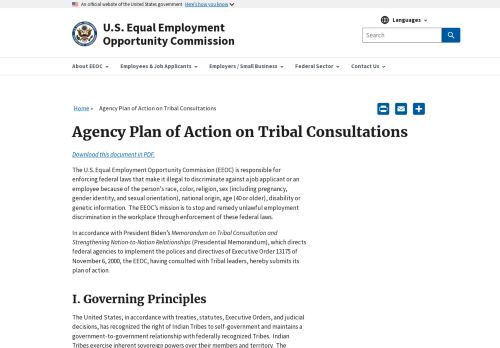 An official website of the United States government Here's how you know
U.S. Equal Employment
Opportunity Commission
Languages
Search
About EEOC
Employees & Job Applicants
Employers / Small Business
Federal Sector
Contact Us
Home » Agency Plan of Action on Tribal Consultations
Agency Plan of Action on Tribal Consultations
Download this document in PDF.
The U.S. Equal Employment Opportunity Commission (EEOC) is responsible for
enforcing federal laws that make it illegal to discriminate against a job applicant or an
employee because of the person's race, color, religion, sex (including pregnancy,
gender identity, and sexual orientation), national origin, age (40 or older), disability or
genetic information. The EEOC's mission is to stop and remedy unlawful employment
discrimination in the workplace through enforcement of these federal laws.
In accordance with President Biden's Memorandum on Tribal Consultation and
Strengthening Nation-to-Nation Relationships (Presidential Memorandum), which directs
federal agencies to implement the polices and directives of Executive Order 13175 of
November 6, 2000, the EEOC, having consulted with Tribal leaders, hereby submits its
plan of action.
I. Governing Principles
The United States, in accordance with treaties, statutes, Executive Orders, and judicial
decisions, has recognized the right of Indian Tribes to self-government and maintains a
government-to-government relationship with federally recognized Tribes. Indian
Tribes exercise inherent sovereign powers over their members and territory. The